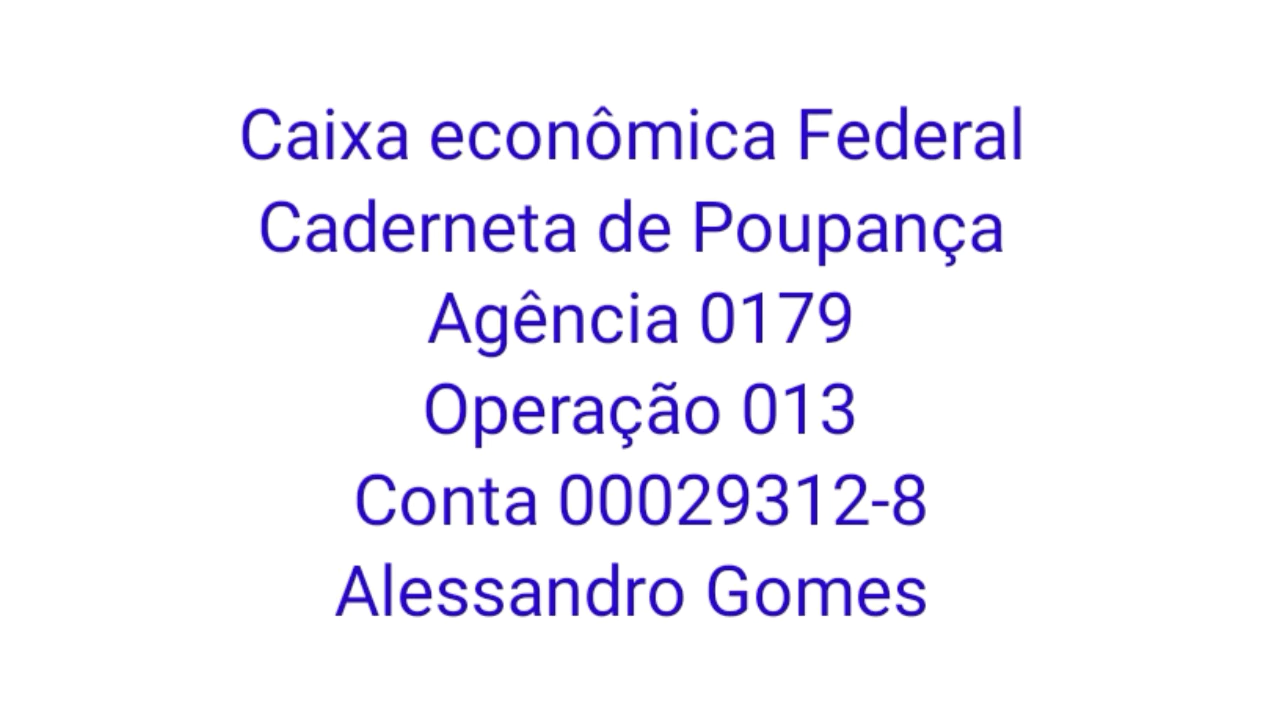 Caixa econômica Federal
Caderneta de Poupança
Agência 0179
Operação 013
Conta 00029312-8
Alessandro Gomes